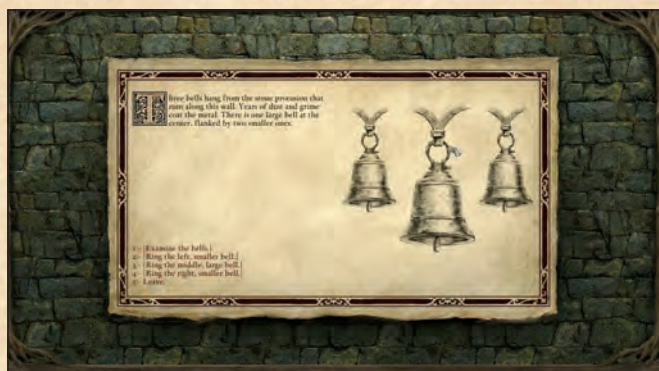 Three bells hang from the stone protrusion that
runs along this wall. Years of dust and grime
coat the metal. There is one large bell at the
center, flanked by two smaller ones.
1- [Examine the bells.]
2- [Ring the left, smaller bell.]
3- [Ring the middle, large bell.]
4- [Ring the right, smaller bell.]
5- Leave.